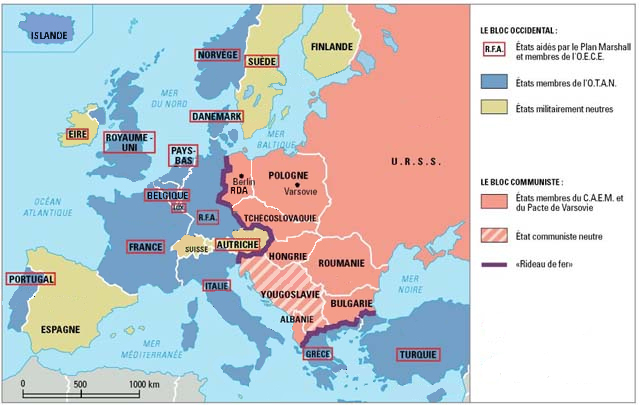 ISLANDE
NORVÈGE
SUÈDE
FINLANDE
MER
DU NORD
DANEMARK
MER
BALTIQUE
EIRE
ROYAUME-
UNI
PAYS-
BAS
Berlin
RDA
POLOGNE
Varsovie
U.R.S.S.
OCÉAN
ATLANTIQUE
BELGIQUE
LUX.
R.F.A.
TCHECOSLOVAQUIE
FRANCE
SUISSE
AUTRICHE
HONGRIE
ROUMANIE
PORTUGAL
ESPAGNE
ITALIE
YOUGOSLAVIE
BULGARIE
ALBANIE
MER
NOIRE
MER
MÉDITERRANÉE
GRÈCE
TURQUIE
0 500 1000 km
LE BLOC OCCIDENTAL :
R.F.A.
États aidés par le Plan Marshall
et membres de l'O.E.C.E.
États membres de l'O.T.A.N.
États militairement neutres
LE BLOC COMMUNISTE :
États membres du C.A.E.M. et
du Pacte de Varsovie
État communiste neutre
«Rideau de fer»